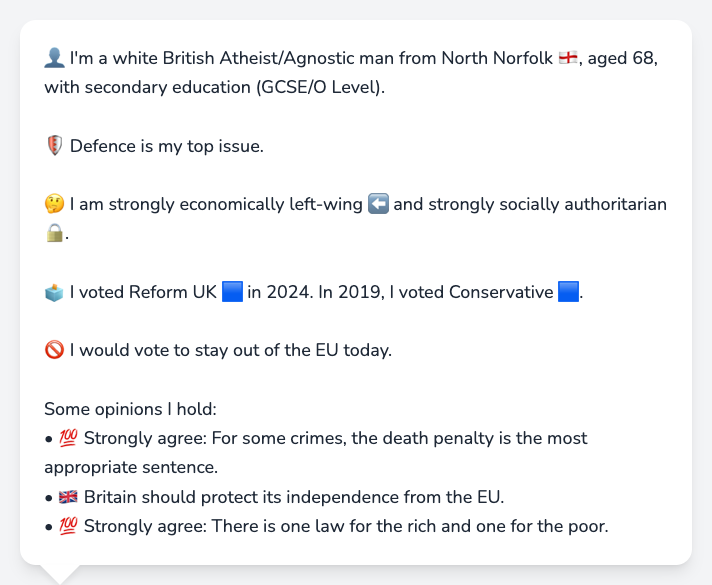 👤 I'm a white British Atheist/Agnostic man from North Norfolk 🏴󠁧󠁢󠁥󠁮󠁧󠁿, aged 68,
with secondary education (GCSE/O Level).
🛡️ Defence is my top issue.
🤔 I am strongly economically left-wing ⬅️ and strongly socially authoritarian
🔒.
🗳️ I voted Reform UK 🟦 in 2024. In 2019, I voted Conservative 🟦.
🚫 I would vote to stay out of the EU today.
Some opinions I hold:
• 💯 Strongly agree: For some crimes, the death penalty is the most
appropriate sentence.
• 🇬🇧 Britain should protect its independence from the EU.
• 💯 Strongly agree: There is one law for the rich and one for the poor.